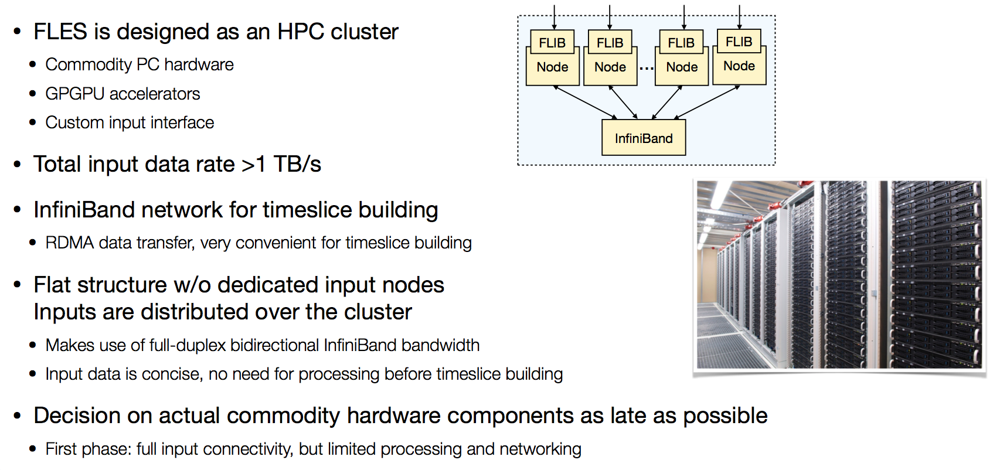 • FLES is designed as an HPC cluster
• Commodity PC hardware
• GPGPU accelerators
• Custom input interface
• Total input data rate >1 TB/s
• InfiniBand network for timeslice building
• RDMA data transfer, very convenient for timeslice building
• Flat structure w/o dedicated input nodes
Inputs are distributed over the cluster
• Makes use of full-duplex bidirectional InfiniBand bandwidth
• Input data is concise, no need for processing before timeslice building
• Decision on actual commodity hardware components as late as possible
• First phase: full input connectivity, but limited processing and networking
FLIB FLIB FLIB FLIB
Node Node ... Node Node
InfiniBand